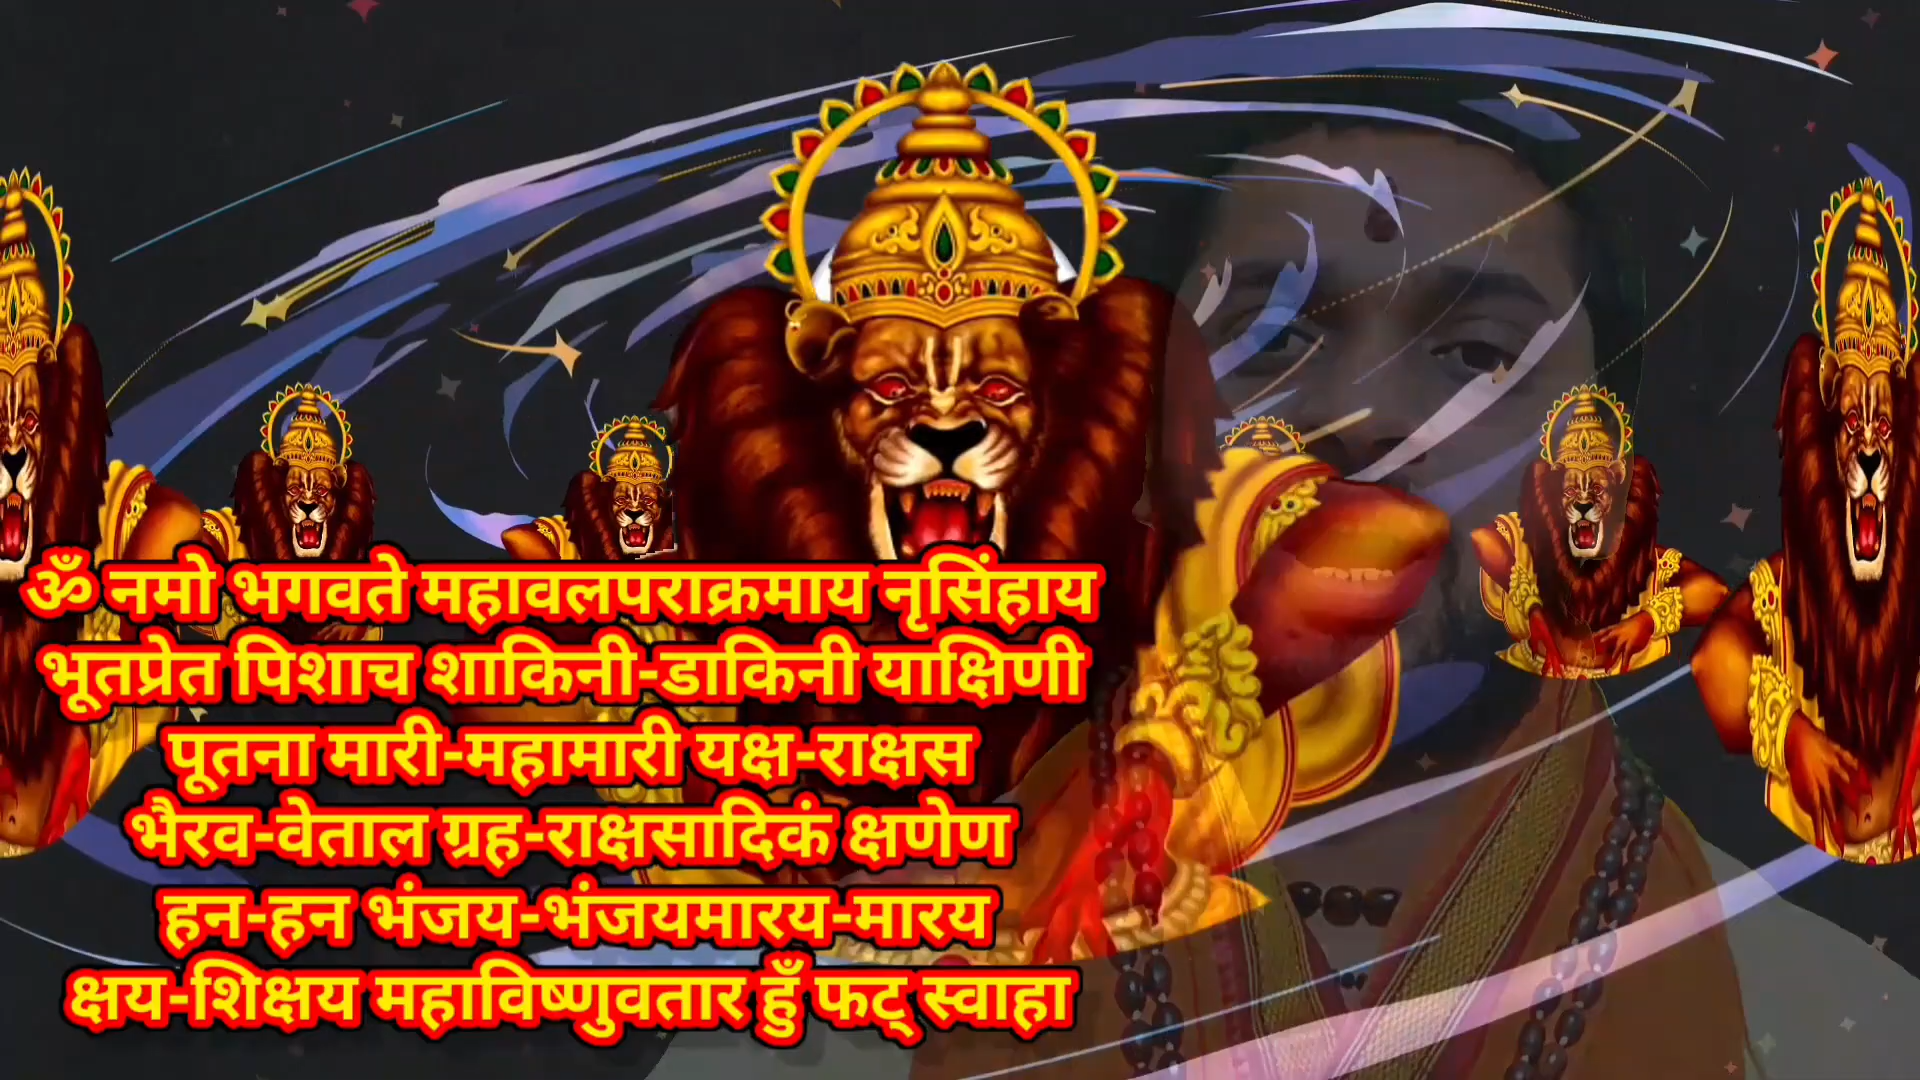 ॐ नमो भगवते महावलपराक्रमाय नृसिंहाय
भूतप्रेत पिशाच शाकिनी-डाकिनी याक्षिणी
पूतना मारी-महामारी यक्ष-राक्षस
भैरव-वेताल ग्रह-राक्षसादिकं क्षणेण
हन-हन भंजय-भंजयमारय-मारय
क्षय-शिक्षय महाविष्णुवतार हुँ फट् स्वाहा